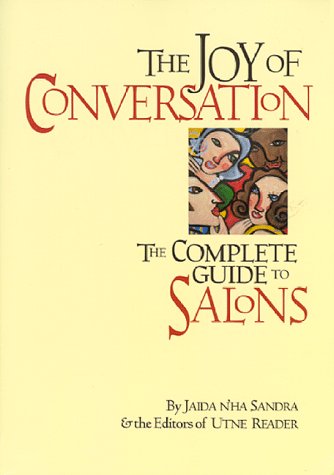 THE JOY OF
CONVERSATION
THE COMPLETE
GUIDE TO
SALONS
By JAIDA N'HA SANDRA
& the Editors of UTNE READER